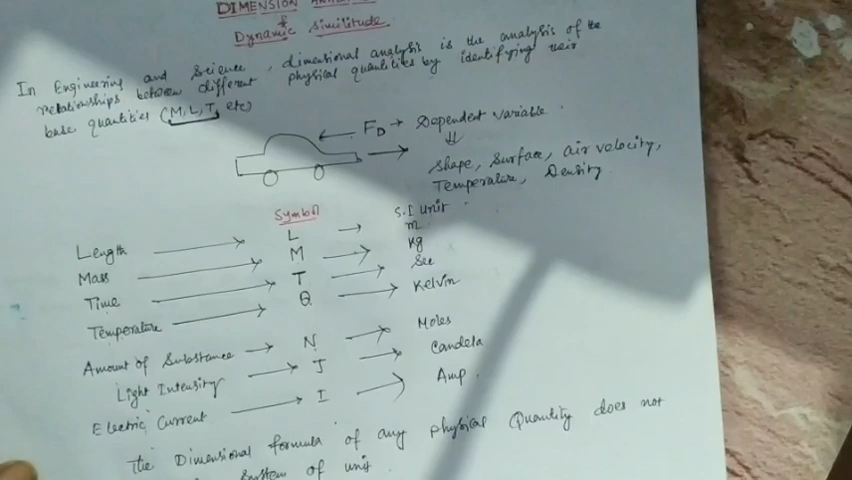 DIMENSION
&
Dynamic similitude.
In Engineering and Science, dimensional analysis is the analysis of the
relationships between different physical quantities by identifying their
base quantities (M, L, T, etc)
FD → Dependent variable.
Shape, Surface, air velocity,
Temperature, Density
Symbol S.I Unit
Length → L → m
Mass → M → kg
Time → T → Sec
Temperature → θ → Kelvin
Amount of Substance → N → Moles
Light Intensity → J → Candela
Electric Current → I → Amp.
The Dimensional formula of any physical Quantity does not
system of unit.